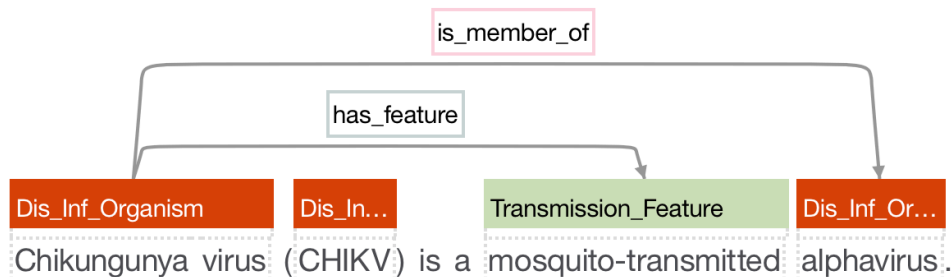 is_member_of
has_feature
Dis_Inf_Organism Dis_In... Transmission_Feature Dis_Inf_Or...
Chikungunya virus (CHIKV) is a mosquito-transmitted alphavirus.